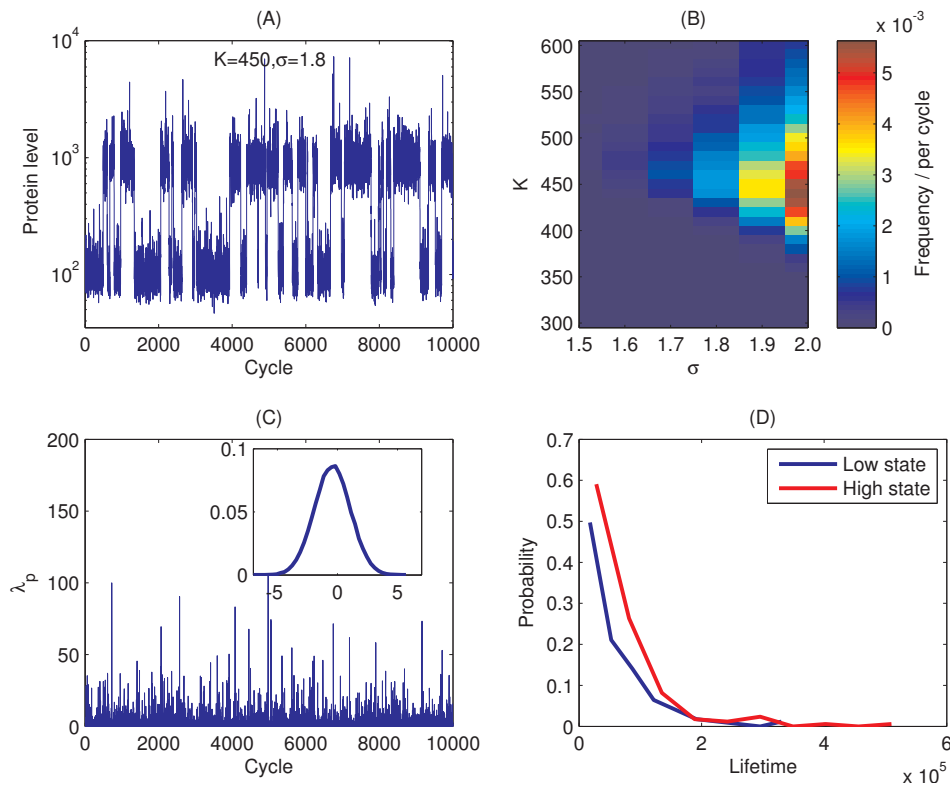 (A)
10^4
K=450,σ=1.8
10^3
10^2
Protein level
0 2000 4000 6000 8000 10000
Cycle
(B)
600
550
500
450
400
350
300
K
1.5 1.6 1.7 1.8 1.9 2.0
σ
x 10^-3
5
4
3
2
1
0
Frequency / per cycle
(C)
200
150
100
50
0
λ_p
0.1
0.05
0
-5 0 5
0 2000 4000 6000 8000 10000
Cycle
(D)
0.7
0.6
0.5
0.4
0.3
0.2
0.1
0
Probability
Low state
High state
0 2 4 6
x 10^5
Lifetime